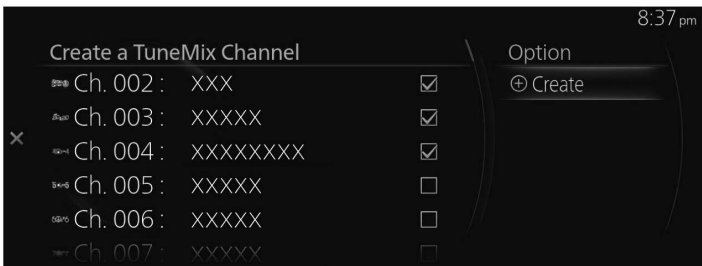 8:37 pm
Create a TuneMix Channel
Option
Ch. 002 : XXX
Create
Ch. 003 : XXXXX
Ch. 004 : XXXXXXXX
Ch. 005 : XXXXX
Ch. 006 : XXXXX
Ch. 007 : XXXXX